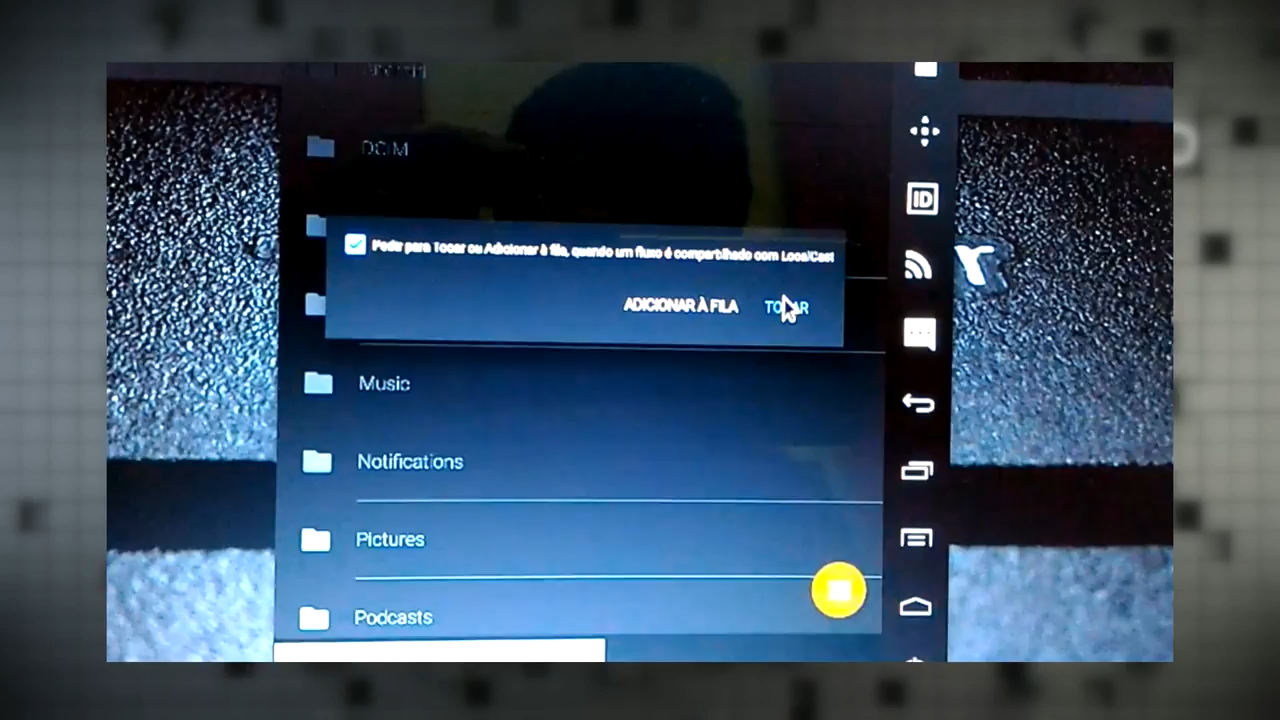 DCIM
Pedir para Tocar ou Adicionar à fila, quando um fluxo é compartilhado com LocalCast
ADICIONAR À FILA
Music
Notifications
Pictures
Podcasts
ID